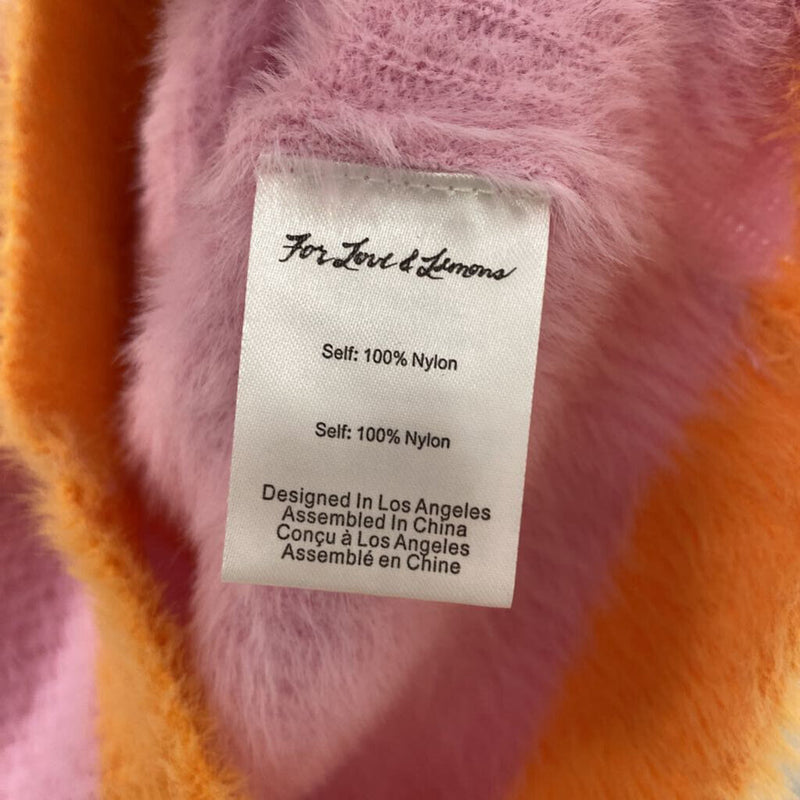 For Love & Lemons
Self: 100% Nylon
Self: 100% Nylon
Designed In Los Angeles
Assembled In China
Conçu à Los Angeles
Assemblé en Chine